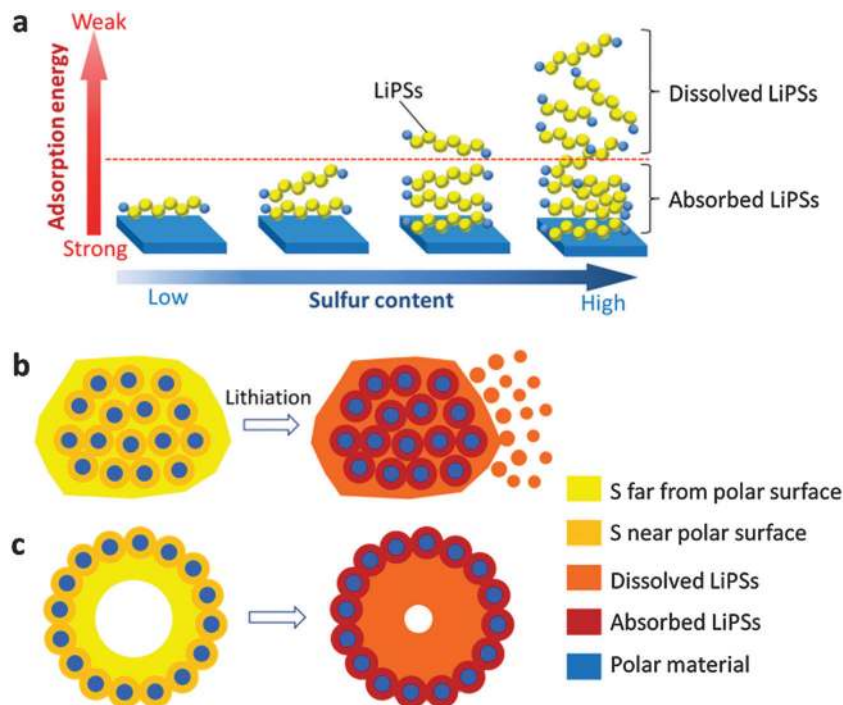 a
Weak
Adsorption energy
Strong
LiPSs
Dissolved LiPSs
Absorbed LiPSs
Low
Sulfur content
High
b
Lithiation
c
S far from polar surface
S near polar surface
Dissolved LiPSs
Absorbed LiPSs
Polar material